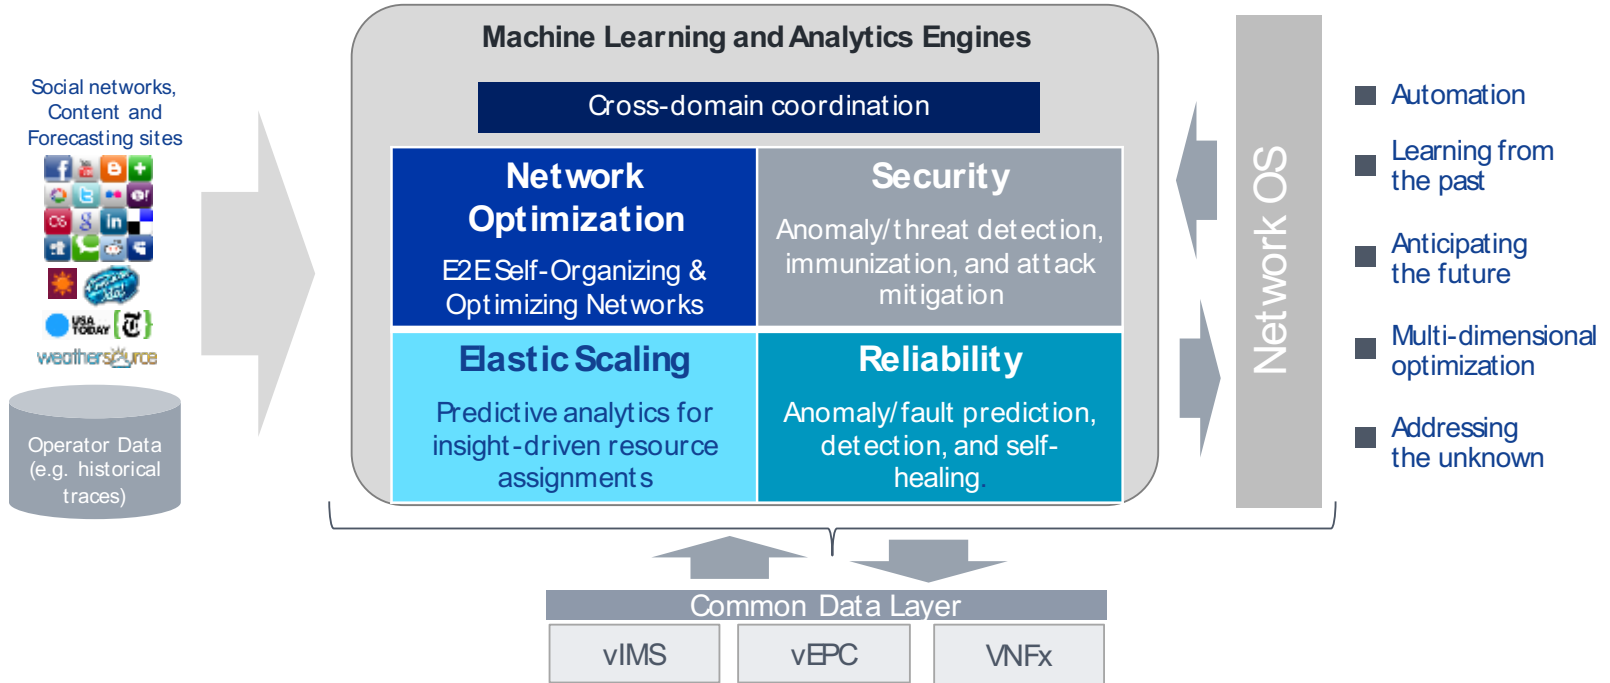 Machine Learning and Analytics Engines
Social networks,
Content and
Forecasting sites
USA
TODAY
weathersource
Operator Data
(e.g. historical
traces)
Cross-domain coordination
Network
Optimization
E2E Self-Organizing &
Optimizing Networks
Security
Anomaly/threat detection,
immunization, and attack
mitigation
Elastic Scaling
Predictive analytics for
insight-driven resource
assignments
Reliability
Anomaly/fault prediction,
detection, and self-
healing.
Network OS
Automation
Learning from
the past
Anticipating
the future
Multi-dimensional
optimization
Addressing
the unknown
Common Data Layer
vIMS
vEPC
VNFx